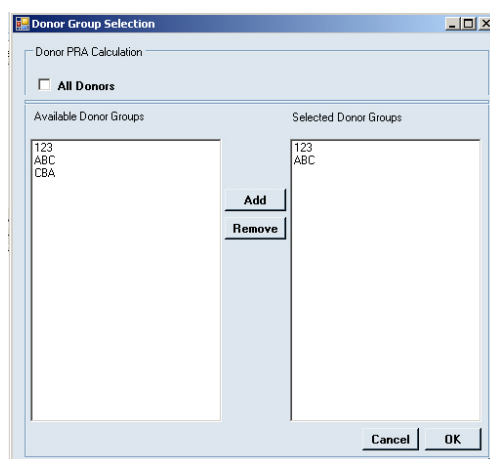 Donor Group Selection
Donor PRA Calculation
All Donors
Available Donor Groups
123
ABC
CBA
Add
Remove
Selected Donor Groups
123
ABC
Cancel
OK